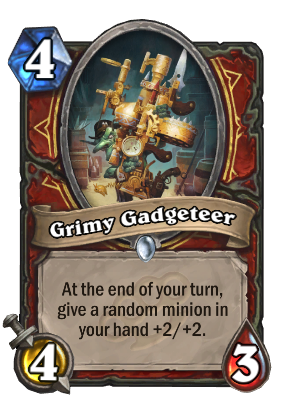 4
Grimy Gadgeteer
At the end of your turn,
give a random minion in
your hand +2/+2.
4
3